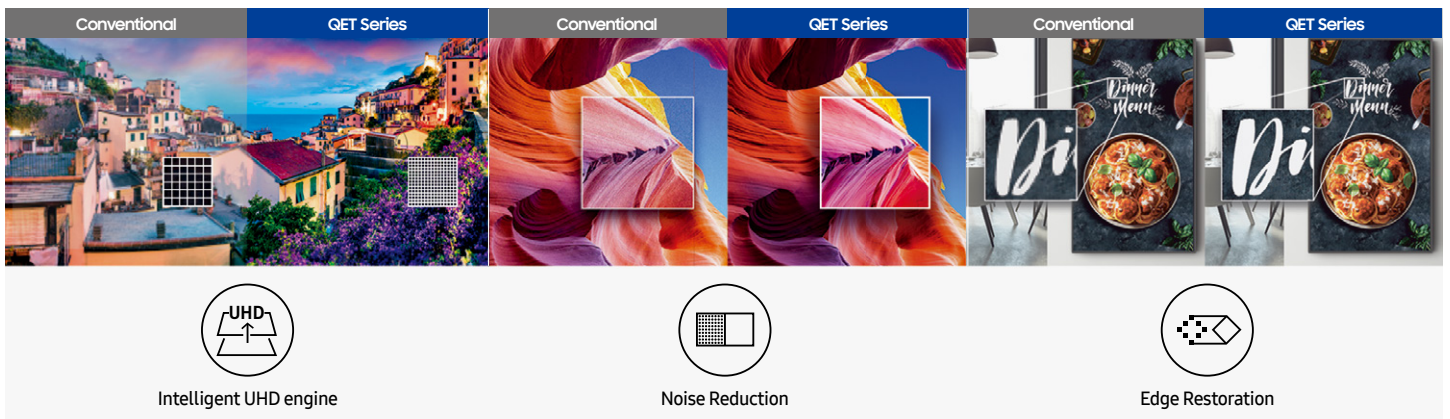 Conventional
QET Series
Conventional
QET Series
Conventional
QET Series
Dinner
Menu
Di
Dinner
Menu
Di
UHD
Intelligent UHD engine
Noise Reduction
Edge Restoration